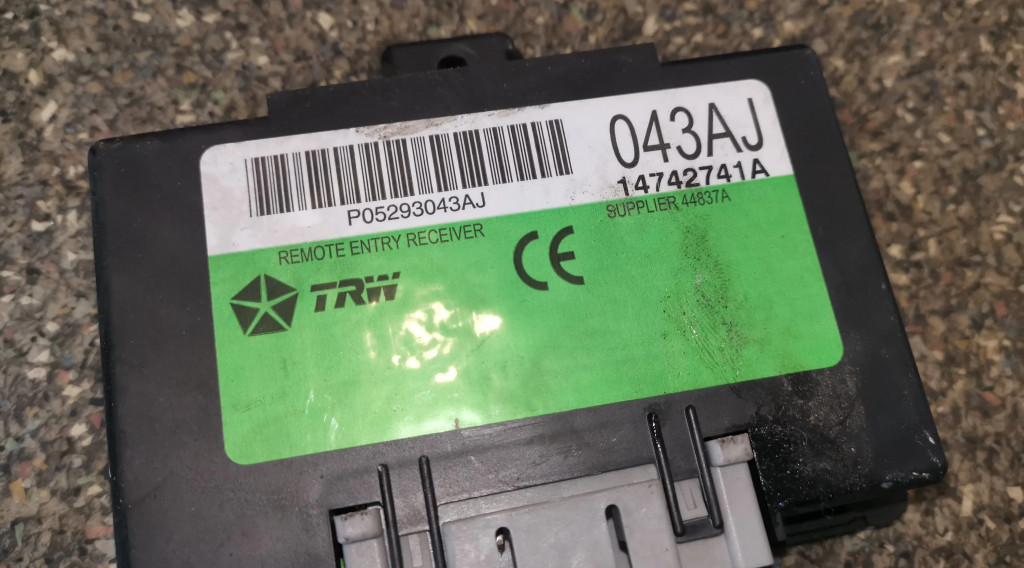 043AJ
14742741A
P05293043AJ
SUPPLIER 44837A
REMOTE ENTRY RECEIVER
CE
TRW